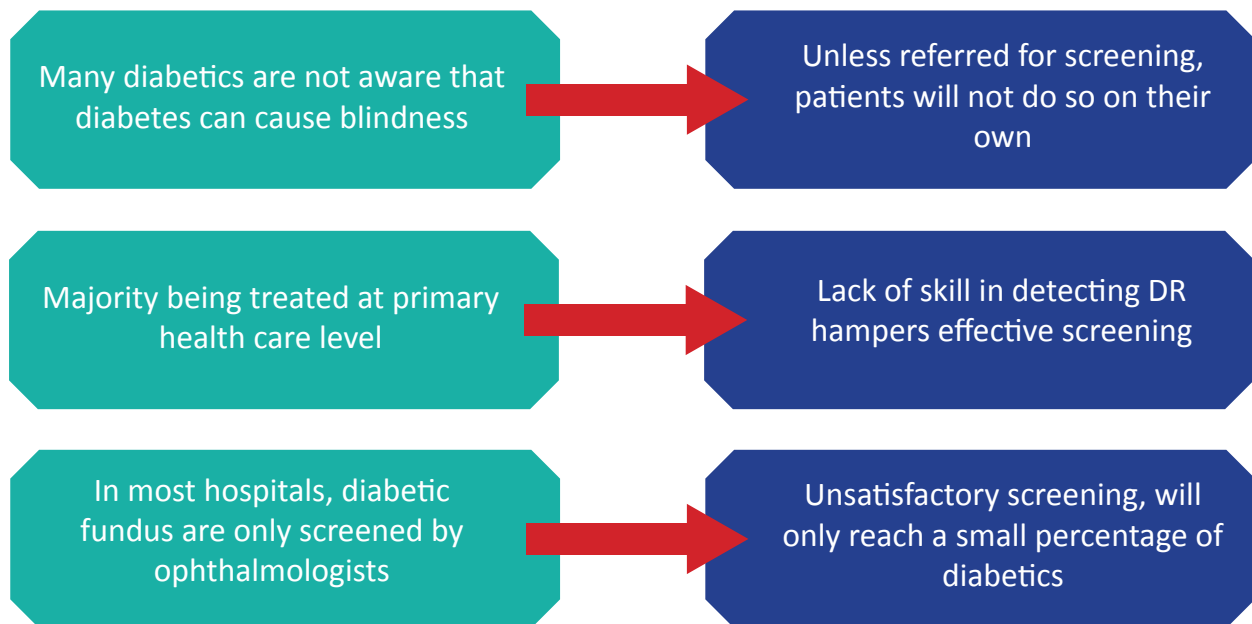 Many diabetics are not aware that
diabetes can cause blindness
Unless referred for screening,
patients will not do so on their
own
Majority being treated at primary
health care level
Lack of skill in detecting DR
hampers effective screening
In most hospitals, diabetic
fundus are only screened by
ophthalmologists
Unsatisfactory screening, will
only reach a small percentage of
diabetics